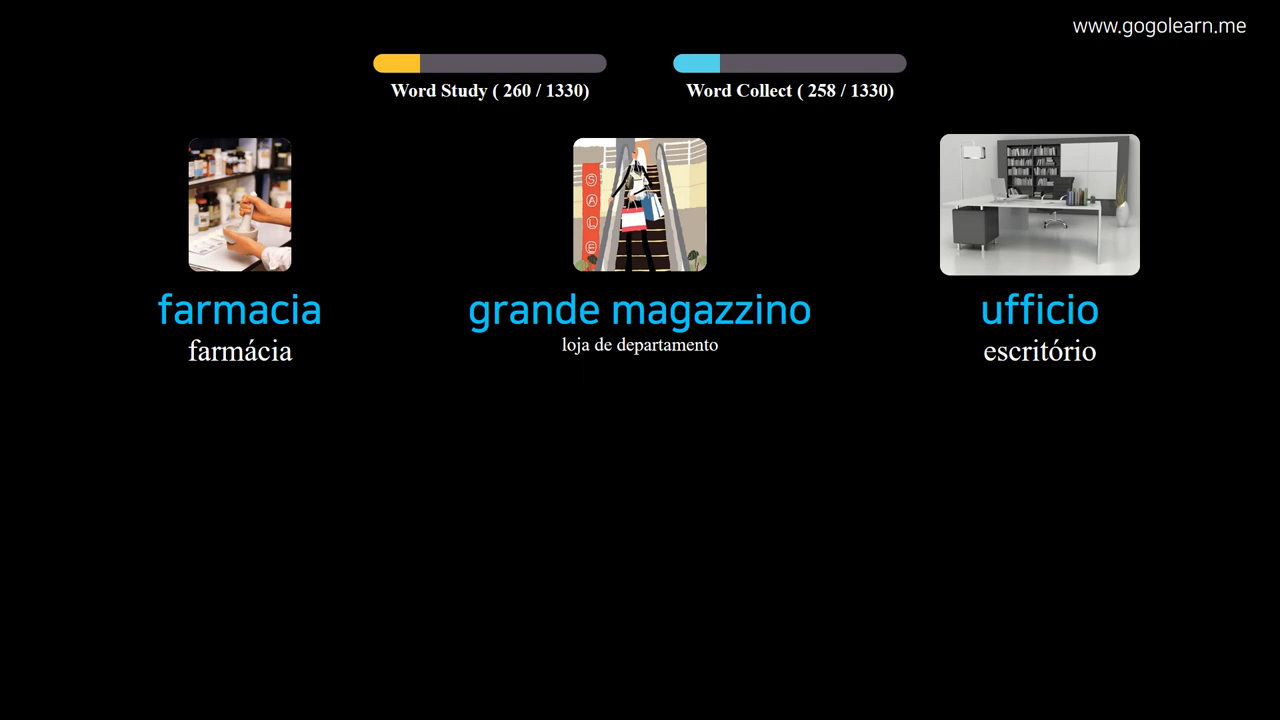 www.gogolearn.me
Word Study ( 260 / 1330)
Word Collect ( 258 / 1330)
SALE
farmacia
grande magazzino
ufficio
farmácia
loja de departamento
escritório